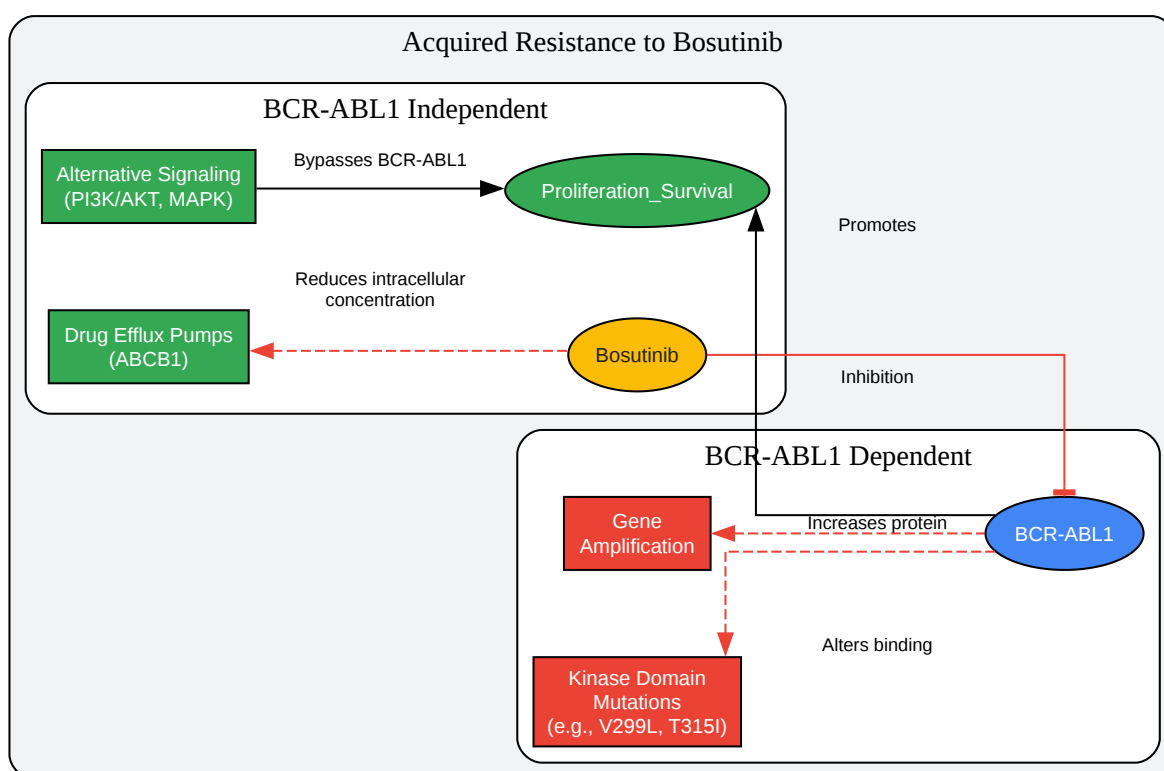 Acquired Resistance to Bosutinib
BCR-ABL1 Independent
Alternative Signaling
(PI3K/AKT, MAPK)
Bypasses BCR-ABL1
Proliferation_Survival
Promotes
Reduces intracellular
concentration
Drug Efflux Pumps
(ABCB1)
Bosutinib
Inhibition
BCR-ABL1 Dependent
Gene
Amplification
Increases protein
BCR-ABL1
Alters binding
Kinase Domain
Mutations
(e.g., V299L, T315I)